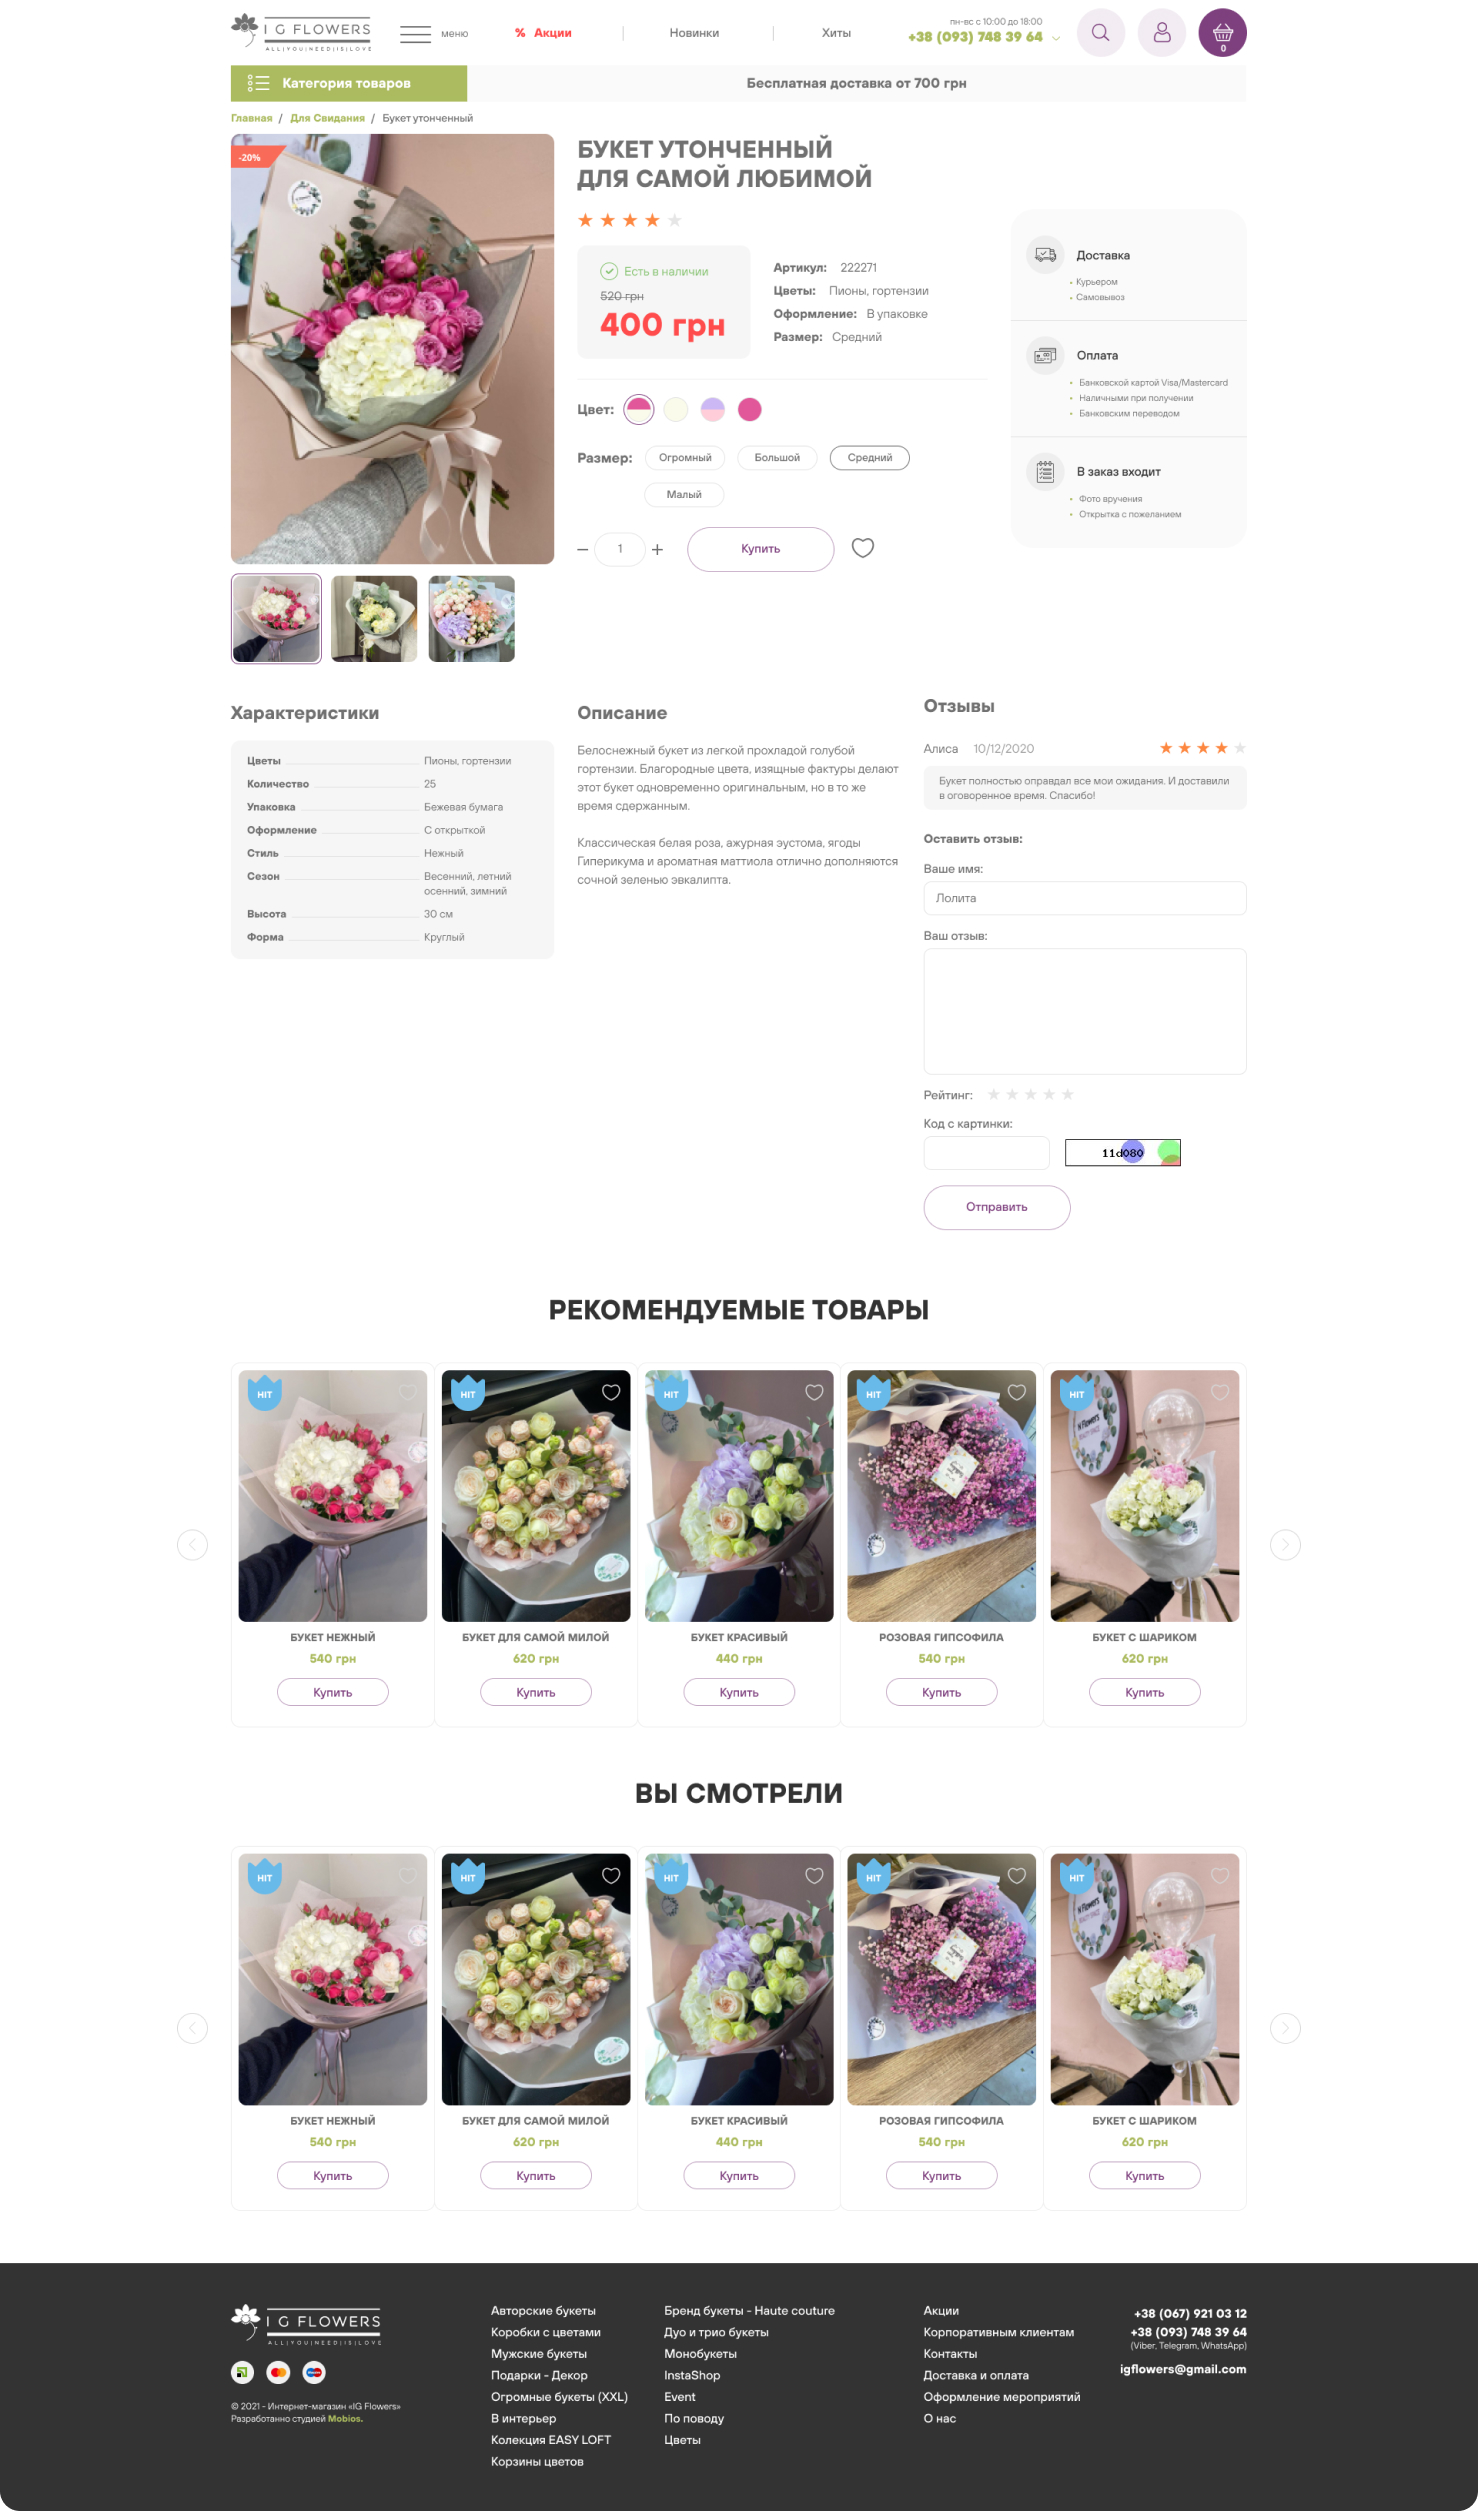 I G FLOWERS
ALL|YOU|NEED|IS|LOVE
меню
% Акции
Новинки
Хиты
пн-вс с 10:00 до 18:00
+38 (093) 748 39 64
0
Категория товаров
Бесплатная доставка от 700 грн
Главная / Для Свидания / Букет утонченный
-20%
БУКЕТ УТОНЧЕННЫЙ
ДЛЯ САМОЙ ЛЮБИМОЙ
Есть в наличии
520 грн
400 грн
Артикул: 222271
Цветы: Пионы, гортензии
Оформление: В упаковке
Размер: Средний
Цвет:
Размер:
Огромный
Большой
Средний
Малый
1
Купить
Доставка
• Курьером
• Самовывоз
Оплата
• Банковской картой Visa/Mastercard
• Наличными при получении
• Банковским переводом
В заказ входит
• Фото вручения
• Открытка с пожеланием
Характеристики
Цветы Пионы, гортензии
Количество 25
Упаковка Бежевая бумага
Оформление С открыткой
Стиль Нежный
Сезон Весенний, летний
осенний, зимний
Высота 30 см
Форма Круглый
Описание
Белоснежный букет из легкой прохладой голубой
гортензии. Благородные цвета, изящные фактуры делают
этот букет одновременно оригинальным, но в то же
время сдержанным.
Классическая белая роза, ажурная эустома, ягоды
Гиперикума и ароматная маттиола отлично дополняются
сочной зеленью эвкалипта.
Отзывы
Алиса 10/12/2020
Букет полностью оправдал все мои ожидания. И доставили
в оговоренное время. Спасибо!
Оставить отзыв:
Ваше имя:
Лолита
Ваш отзыв:
Рейтинг:
Код с картинки:
11d080
Отправить
РЕКОМЕНДУЕМЫЕ ТОВАРЫ
HIT
HIT
HIT
HIT
HIT
БУКЕТ НЕЖНЫЙ
540 грн
Купить
БУКЕТ ДЛЯ САМОЙ МИЛОЙ
620 грн
Купить
БУКЕТ КРАСИВЫЙ
440 грн
Купить
РОЗОВАЯ ГИПСОФИЛА
540 грн
Купить
БУКЕТ С ШАРИКОМ
620 грн
Купить
ВЫ СМОТРЕЛИ
HIT
HIT
HIT
HIT
HIT
БУКЕТ НЕЖНЫЙ
540 грн
Купить
БУКЕТ ДЛЯ САМОЙ МИЛОЙ
620 грн
Купить
БУКЕТ КРАСИВЫЙ
440 грн
Купить
РОЗОВАЯ ГИПСОФИЛА
540 грн
Купить
БУКЕТ С ШАРИКОМ
620 грн
Купить
I G FLOWERS
ALL|YOU|NEED|IS|LOVE
© 2021 - Интернет-магазин «IG Flowers»
Разработанно студией Mobios.
Авторские букеты
Коробки с цветами
Мужские букеты
Подарки - Декор
Огромные букеты (XXL)
В интерьер
Колекция EASY LOFT
Корзины цветов
Бренд букеты - Haute couture
Дуо и трио букеты
Монобукеты
InstaShop
Event
По поводу
Цветы
Акции
Корпоративным клиентам
Контакты
Доставка и оплата
Оформление мероприятий
О нас
+38 (067) 921 03 12
+38 (093) 748 39 64
(Viber, Telegram, WhatsApp)
igflowers@gmail.com